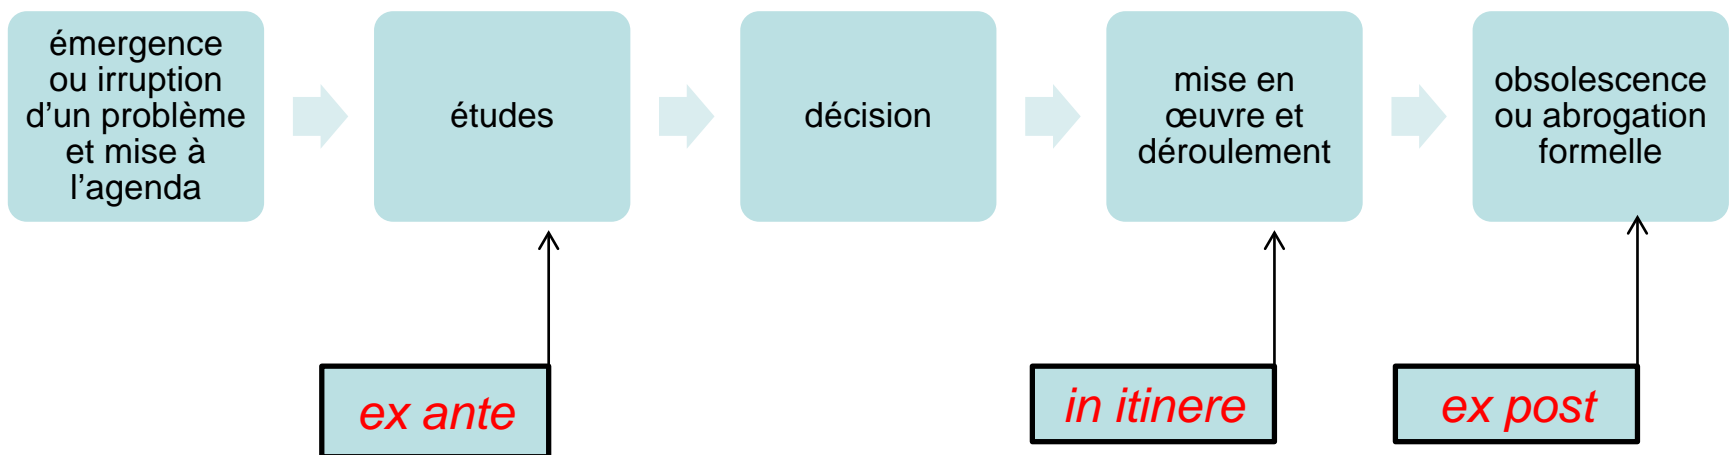 émergence
ou irruption
d’un problème
et mise à
l’agenda
études
décision
mise en
œuvre et
déroulement
obsolescence
ou abrogation
formelle
ex ante
in itinere
ex post